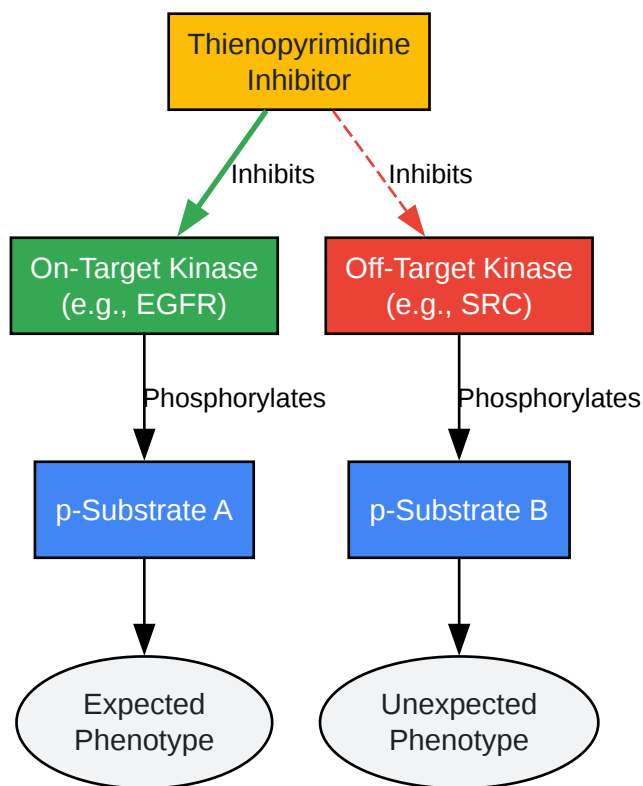 Thienopyrimidine
Inhibitor
Inhibits
Inhibits
On-Target Kinase
(e.g., EGFR)
Off-Target Kinase
(e.g., SRC)
Phosphorylates
Phosphorylates
p-Substrate A
p-Substrate B
Expected
Phenotype
Unexpected
Phenotype